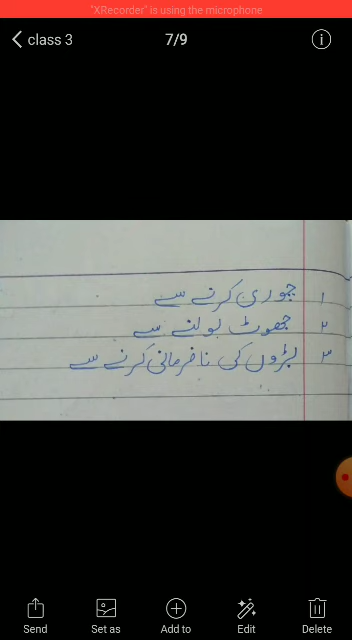 "XRecorder" is using the microphone
class 3
7/9
۱ چوری کرنے سے
۲ جھوٹ بولنے سے
۳ بڑوں کی نافرمانی کرنے سے
Send
Set as
Add to
Edit
Delete